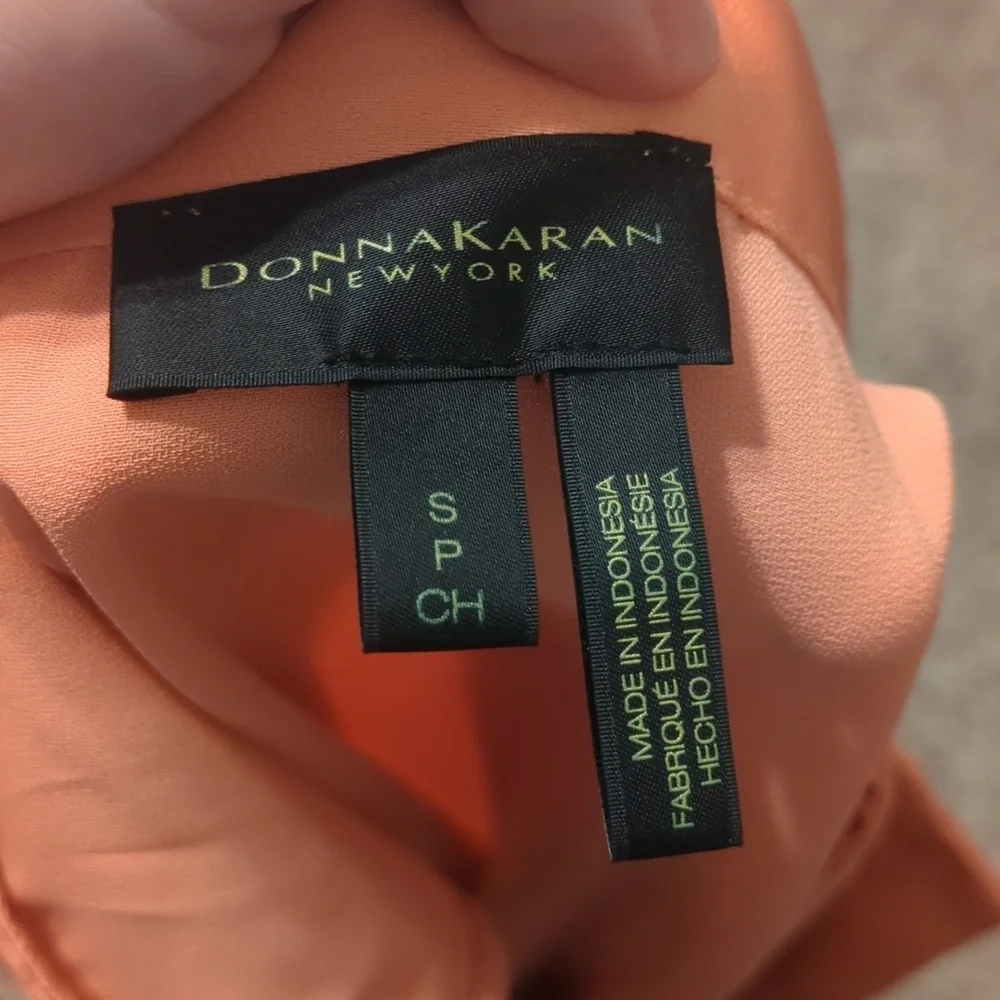 DONNAKARAN
NEWYORK
S
P
CH
MADE IN INDONESIA
FABRIQUÉ EN INDONÉSIE
HECHO EN INDONESIA